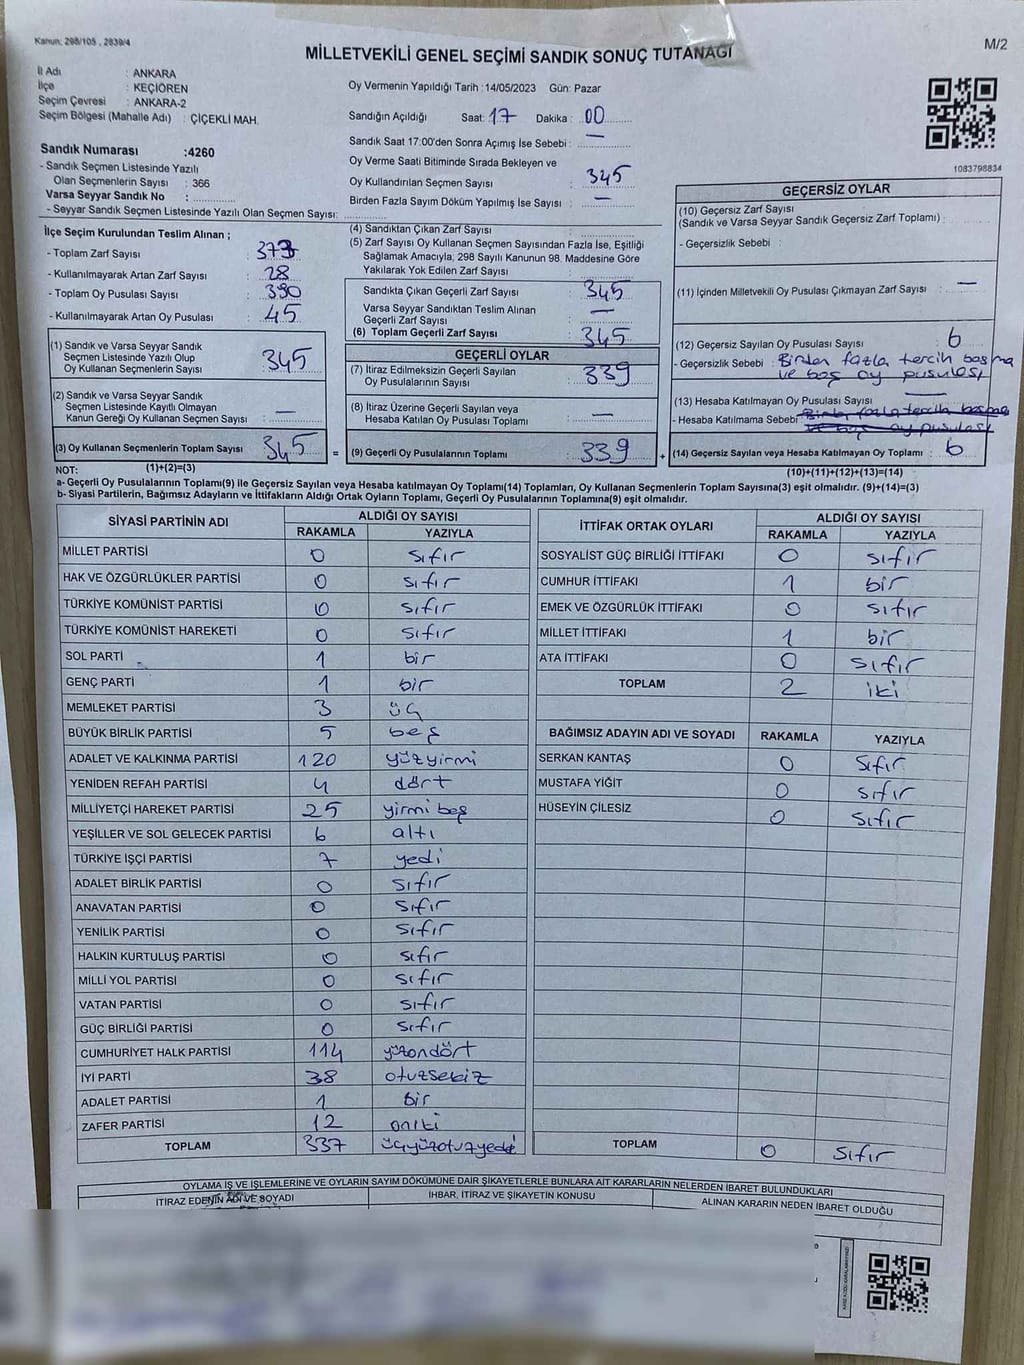 Kanun: 298/105 , 2839/4
MİLLETVEKİLİ GENEL SEÇİMİ SANDIK SONUÇ TUTANAĞI
M/2
İl Adı : ANKARA
İlçe : KEÇİÖREN
Seçim Çevresi : ANKARA-2
Seçim Bölgesi (Mahalle Adı) : ÇİÇEKLİ MAH.
Sandık Numarası :4260
- Sandık Seçmen Listesinde Yazılı
Olan Seçmenlerin Sayısı : 366
Varsa Seyyar Sandık No :
- Seyyar Sandık Seçmen Listesinde Yazılı Olan Seçmen Sayısı:
Oy Vermenin Yapıldığı Tarih : 14/05/2023 Gün: Pazar
Sandığın Açıldığı Saat: 17 Dakika : 00
Sandık Saat 17:00'den Sonra Açımış İse Sebebi : —
Oy Verme Saati Bitiminde Sırada Bekleyen ve
Oy Kullandırılan Seçmen Sayısı : 345
Birden Fazla Sayım Döküm Yapılmış İse Sayısı : —
1083798834
İlçe Seçim Kurulundan Teslim Alınan ;
- Toplam Zarf Sayısı : 373
- Kullanılmayarak Artan Zarf Sayısı : 28
- Toplam Oy Pusulası Sayısı : 390
- Kullanılmayarak Artan Oy Pusulası : 45
(1) Sandık ve Varsa Seyyar Sandık
Seçmen Listesinde Yazılı Olup
Oy Kullanan Seçmenlerin Sayısı : 345
(2) Sandık ve Varsa Seyyar Sandık
Seçmen Listesinde Kayıtlı Olmayan
Kanun Gereği Oy Kullanan Seçmen Sayısı : —
(3) Oy Kullanan Seçmenlerin Toplam Sayısı : 345
(4) Sandıktan Çıkan Zarf Sayısı :
(5) Zarf Sayısı Oy Kullanan Seçmen Sayısından Fazla İse, Eşitliği
Sağlamak Amacıyla, 298 Sayılı Kanunun 98. Maddesine Göre
Yakılarak Yok Edilen Zarf Sayısı :
Sandıkta Çıkan Geçerli Zarf Sayısı : 345
Varsa Seyyar Sandıktan Teslim Alınan
Geçerli Zarf Sayısı : —
(6) Toplam Geçerli Zarf Sayısı : 345
GEÇERLİ OYLAR
(7) İtiraz Edilmeksizin Geçerli Sayılan
Oy Pusulalarının Sayısı : 339
(8) İtiraz Üzerine Geçerli Sayılan veya
Hesaba Katılan Oy Pusulası Toplamı : —
= (9) Geçerli Oy Pusulalarının Toplamı : 339 +
GEÇERSİZ OYLAR
(10) Geçersiz Zarf Sayısı
(Sandık ve Varsa Seyyar Sandık Geçersiz Zarf Toplamı) :
- Geçersizlik Sebebi :
(11) İçinden Milletvekili Oy Pusulası Çıkmayan Zarf Sayısı : —
(12) Geçersiz Sayılan Oy Pusulası Sayısı : 6
- Geçersizlik Sebebi : Birden fazla tercih basma
ve boş oy pusulası
(13) Hesaba Katılmayan Oy Pusulası Sayısı : —
- Hesaba Katılmama Sebebi : fazla tercih basma
ve boş oy pusulası
(14) Geçersiz Sayılan veya Hesaba Katılmayan Oy Toplamı : 6
NOT: (1)+(2)=(3)
(10)+(11)+(12)+(13)=(14)
a- Geçerli Oy Pusulalarının Toplamı(9) ile Geçersiz Sayılan veya Hesaba katılmayan Oy Toplamı(14) Toplamları, Oy Kullanan Seçmenlerin Toplam Sayısına(3) eşit olmalıdır. (9)+(14)=(3)
b- Siyasi Partilerin, Bağımsız Adayların ve İttifakların Aldığı Ortak Oyların Toplamı, Geçerli Oy Pusulalarının Toplamına(9) eşit olmalıdır.
SİYASİ PARTİNİN ADI ALDIĞI OY SAYISI
RAKAMLA YAZIYLA
MİLLET PARTİSİ 0 sıfır
HAK VE ÖZGÜRLÜKLER PARTİSİ 0 sıfır
TÜRKİYE KOMÜNİST PARTİSİ 0 sıfır
TÜRKİYE KOMÜNİST HAREKETİ 0 sıfır
SOL PARTİ 1 bir
GENÇ PARTİ 1 bir
MEMLEKET PARTİSİ 3 üç
BÜYÜK BİRLİK PARTİSİ 5 beş
ADALET VE KALKINMA PARTİSİ 120 yüzyirmi
YENİDEN REFAH PARTİSİ 4 dört
MİLLİYETÇİ HAREKET PARTİSİ 25 yirmi beş
YEŞİLLER VE SOL GELECEK PARTİSİ 6 altı
TÜRKİYE İŞÇİ PARTİSİ 7 yedi
ADALET BİRLİK PARTİSİ 0 sıfır
ANAVATAN PARTİSİ 0 sıfır
YENİLİK PARTİSİ 0 sıfır
HALKIN KURTULUŞ PARTİSİ 0 sıfır
MİLLİ YOL PARTİSİ 0 sıfır
VATAN PARTİSİ 0 sıfır
GÜÇ BİRLİĞİ PARTİSİ 0 sıfır
CUMHURİYET HALK PARTİSİ 114 yüzondört
İYİ PARTİ 38 otuzsekiz
ADALET PARTİSİ 1 bir
ZAFER PARTİSİ 12 oniki
TOPLAM 337 üçyüzotuzyedi
İTTİFAK ORTAK OYLARI ALDIĞI OY SAYISI
RAKAMLA YAZIYLA
SOSYALİST GÜÇ BİRLİĞİ İTTİFAKI 0 sıfır
CUMHUR İTTİFAKI 1 bir
EMEK VE ÖZGÜRLÜK İTTİFAKI 0 sıfır
MİLLET İTTİFAKI 1 bir
ATA İTTİFAKI 0 sıfır
TOPLAM 2 iki
BAĞIMSIZ ADAYIN ADI VE SOYADI RAKAMLA YAZIYLA
SERKAN KANTAŞ 0 sıfır
MUSTAFA YİĞİT 0 sıfır
HÜSEYİN ÇİLESİZ 0 sıfır
TOPLAM 0 sıfır
OYLAMA İŞ VE İŞLEMLERİNE VE OYLARIN SAYIM DÖKÜMÜNE DAİR ŞİKAYETLERLE BUNLARA AİT KARARLARIN NELERDEN İBARET BULUNDUKLARI
İTİRAZ EDENİN ADI VE SOYADI İHBAR, İTİRAZ VE ŞİKAYETİN KONUSU ALINAN KARARIN NEDEN İBARET OLDUĞU